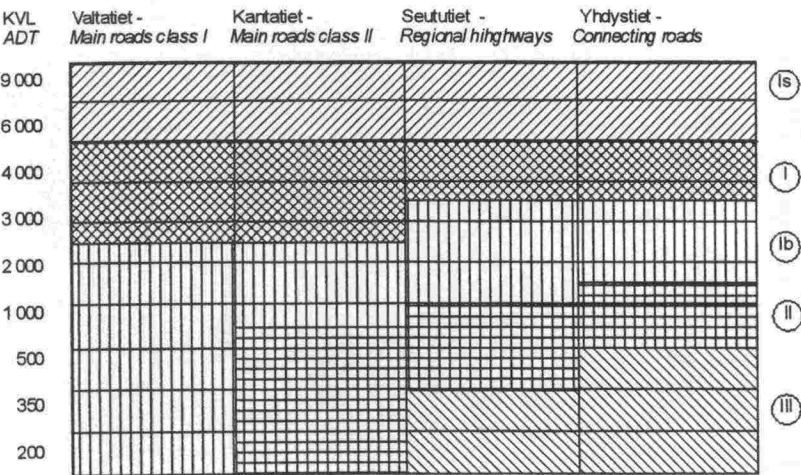 KVL Valtatiet - Kantatiet - Seututiet - Yhdystiet -
ADT Main roads class I Main roads class II Regional hihghways Connecting roads
9 000 Is
6 000
4 000 I
3 000
2 000 Ib
1 000 II
500
350 III
200